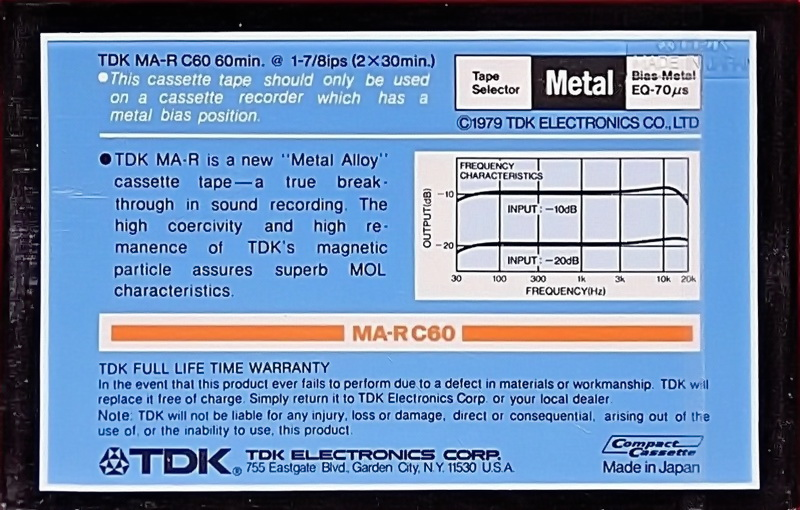 TDK MA-R C60 60min. @ 1-7/8ips (2×30min.)
●This cassette tape should only be used
on a cassette recorder which has a
metal bias position.
Tape
Selector
Metal
Bias-Metal
EQ-70μs
MADE IN
©1979 TDK ELECTRONICS CO., LTD
●TDK MA-R is a new "Metal Alloy"
cassette tape—a true break-
through in sound recording. The
high coercivity and high re-
manence of TDK's magnetic
particle assures superb MOL
characteristics.
FREQUENCY
CHARACTERISTICS
OUTPUT(dB)
-10
INPUT : -10dB
-20
INPUT : -20dB
30 100 300 1k 3k 10k 20k
FREQUENCY(Hz)
MA-R C60
TDK FULL LIFE TIME WARRANTY
In the event that this product ever fails to perform due to a defect in materials or workmanship. TDK will
replace it free of charge. Simply return it to TDK Electronics Corp. or your local dealer.
Note: TDK will not be liable for any injury, loss or damage, direct or consequential, arising out of the
use of, or the inability to use, this product.
TDK®
TDK ELECTRONICS CORP.
755 Eastgate Blvd., Garden City, N.Y. 11530 U.S.A.
Compact
Cassette
Made in Japan